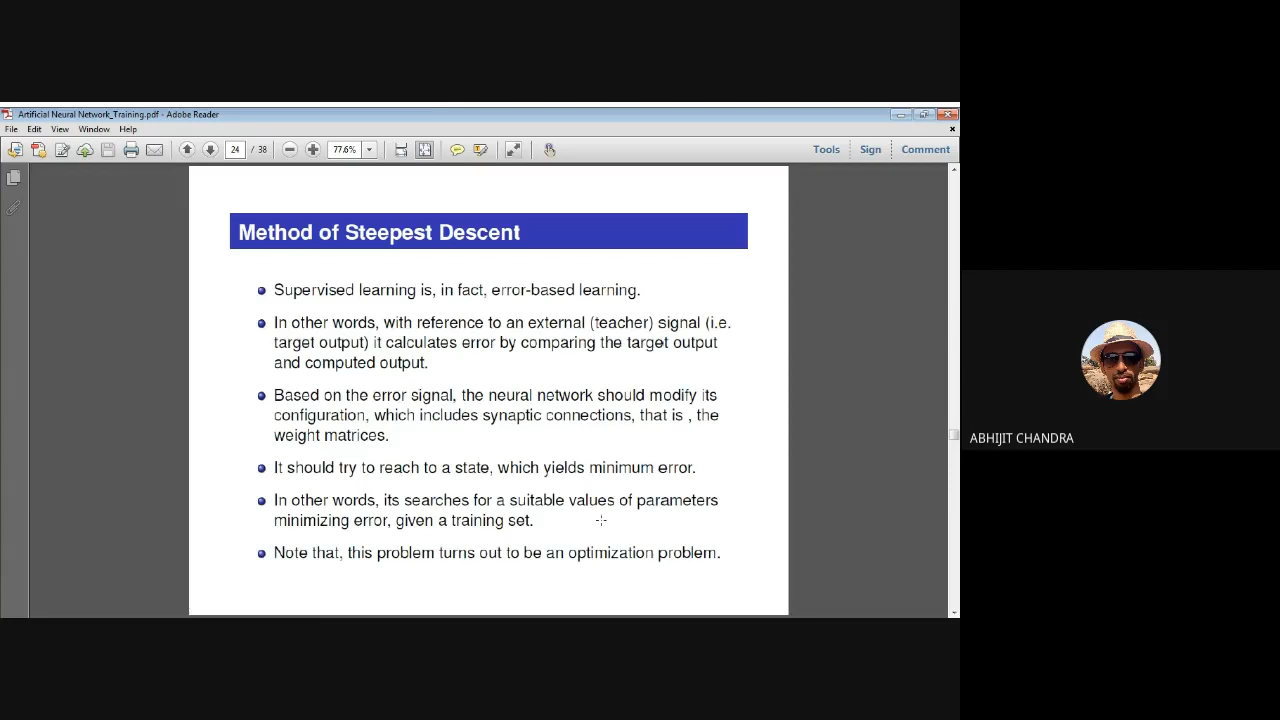 Artificial Neural Network_Training.pdf - Adobe Reader
File Edit View Window Help
24 / 38 77.6% Tools Sign Comment
Method of Steepest Descent
Supervised learning is, in fact, error-based learning.
In other words, with reference to an external (teacher) signal (i.e.
target output) it calculates error by comparing the target output
and computed output.
Based on the error signal, the neural network should modify its
configuration, which includes synaptic connections, that is , the
weight matrices.
It should try to reach to a state, which yields minimum error.
In other words, its searches for a suitable values of parameters
minimizing error, given a training set.
Note that, this problem turns out to be an optimization problem.
ABHIJIT CHANDRA